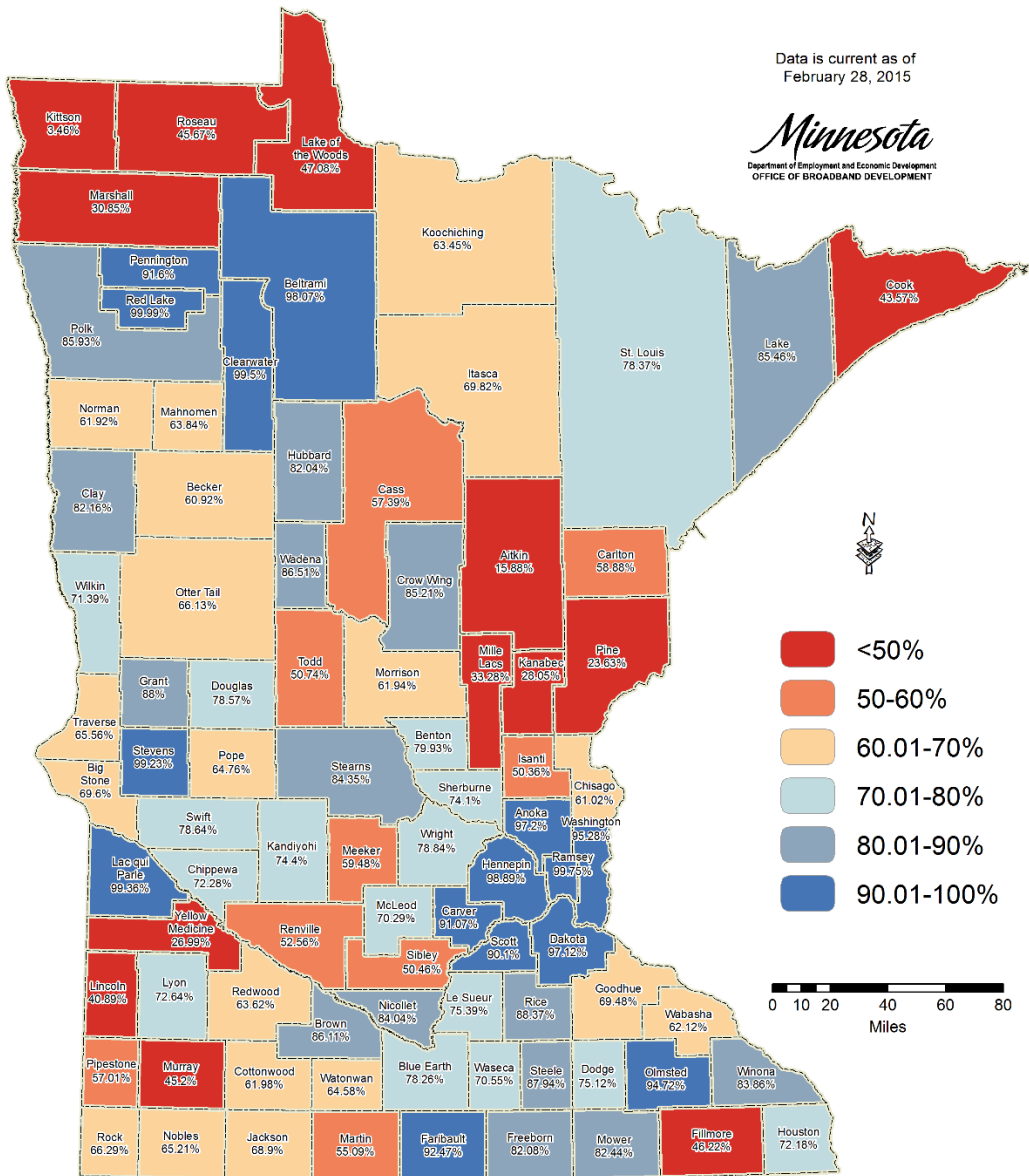 Data is current as of
February 28, 2015
Minnesota
Department of Employment and Economic Development
OFFICE OF BROADBAND DEVELOPMENT
Kittson
3.46%
Roseau
45.67%
Lake of
the Woods
47.08%
Marshall
30.85%
Koochiching
63.45%
Pennington
91.6%
Beltrami
98.07%
Cook
43.57%
Red Lake
99.99%
Polk
85.93%
Lake
85.46%
St. Louis
78.37%
Clearwater
99.5%
Itasca
69.82%
Norman
61.92%
Mahnomen
63.84%
Hubbard
82.04%
Cass
57.39%
Clay
82.16%
Becker
60.92%
N
Aitkin
15.88%
Carlton
58.88%
Wadena
86.51%
Crow Wing
85.21%
Wilkin
71.39%
Otter Tail
66.13%
Pine
23.63%
Mille
Lacs
33.28%
Kanabec
28.05%
Todd
50.74%
Morrison
61.94%
Grant
88%
Douglas
78.57%
Traverse
65.56%
Benton
79.93%
Stevens
99.23%
Pope
64.76%
Isanti
50.36%
Big
Stone
69.6%
Stearns
84.35%
Sherburne
74.1%
Chisago
61.02%
Swift
78.64%
Anoka
97.2%
Washington
95.28%
Kandiyohi
74.4%
Meeker
59.48%
Wright
78.84%
Hennepin
98.89%
Ramsey
99.75%
Lac qui
Parle
99.36%
Chippewa
72.28%
McLeod
70.29%
Carver
91.07%
Yellow
Medicine
26.99%
Renville
52.56%
Scott
90.1%
Dakota
97.12%
Sibley
50.46%
Lincoln
40.89%
Lyon
72.64%
Redwood
63.62%
Nicollet
84.04%
Le Sueur
75.39%
Rice
88.37%
Goodhue
69.48%
Wabasha
62.12%
Brown
86.11%
Pipestone
57.01%
Murray
45.2%
Cottonwood
61.98%
Watonwan
64.58%
Blue Earth
78.26%
Waseca
70.55%
Steele
87.94%
Dodge
75.12%
Olmsted
94.72%
Winona
83.86%
Rock
66.29%
Nobles
65.21%
Jackson
68.9%
Martin
55.09%
Faribault
92.47%
Freeborn
82.08%
Mower
82.44%
Fillmore
46.22%
Houston
72.18%
<50%
50-60%
60.01-70%
70.01-80%
80.01-90%
90.01-100%
0 10 20 40 60 80
Miles